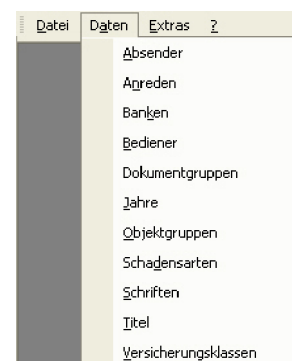 Datei Daten Extras ?
Absender
Anreden
Banken
Bediener
Dokumentgruppen
Jahre
Objektgruppen
Schadensarten
Schriften
Titel
Versicherungsklassen